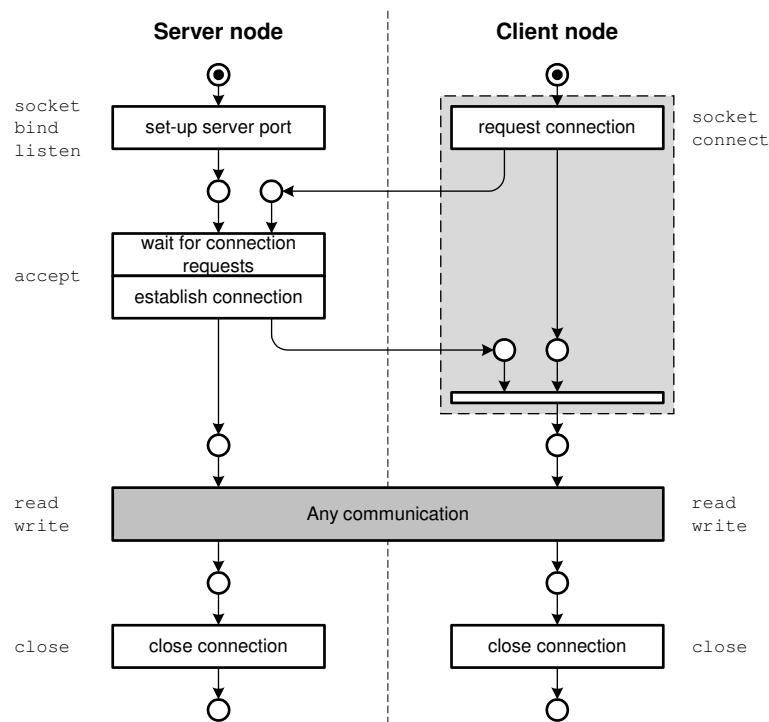 Server node
Client node
socket
bind
listen
set-up server port
request connection
socket
connect
wait for connection
requests
accept
establish connection
read
write
Any communication
read
write
close
close connection
close connection
close